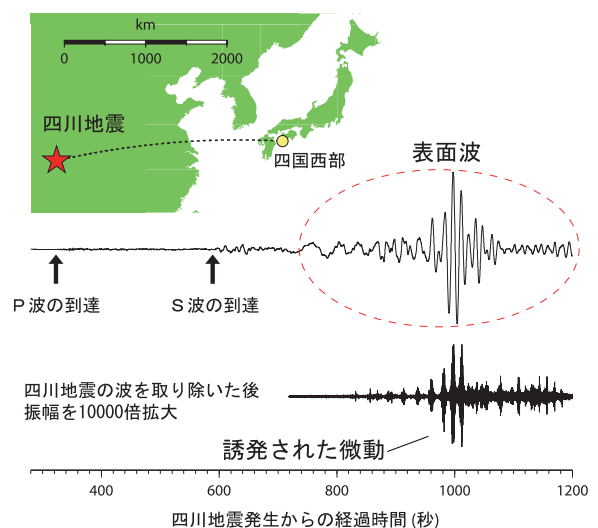 km
0 1000 2000
四川地震
四国西部
表面波
P波の到達 S波の到達
四川地震の波を取り除いた後
振幅を10000倍拡大
誘発された微動
400 600 800 1000 1200
四川地震発生からの経過時間 (秒)